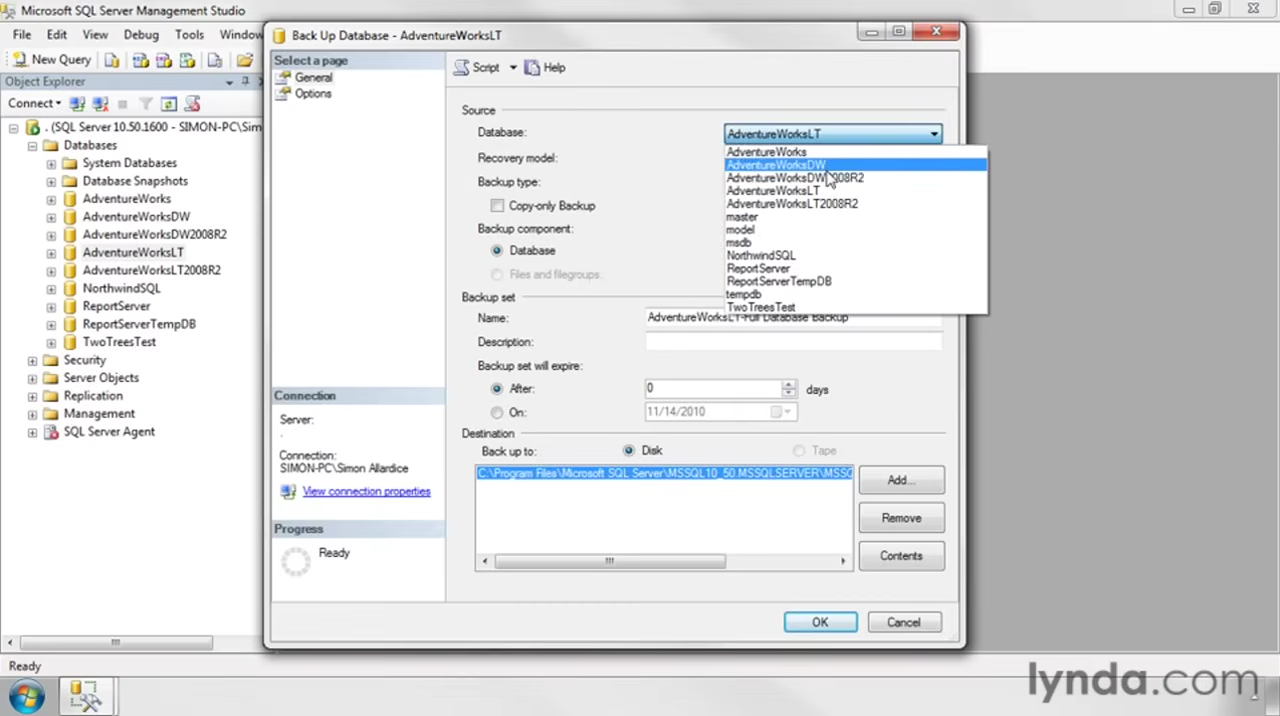 Microsoft SQL Server Management Studio
File Edit View Debug Tools Window
New Query
Object Explorer
Connect
. (SQL Server 10.50.1600 - SIMON-PC\Sim
Databases
System Databases
Database Snapshots
AdventureWorks
AdventureWorksDW
AdventureWorksDW2008R2
AdventureWorksLT
AdventureWorksLT2008R2
NorthwindSQL
ReportServer
ReportServerTempDB
TwoTreesTest
Security
Server Objects
Replication
Management
SQL Server Agent
Back Up Database - AdventureWorksLT
Select a page
General
Options
Connection
Server:
.
Connection:
SIMON-PC\Simon Allardice
View connection properties
Progress
Ready
Script Help
Source
Database: AdventureWorksLT
Recovery model:
Backup type:
Copy-only Backup
Backup component:
Database
Files and filegroups:
AdventureWorks
AdventureWorksDW
AdventureWorksDW2008R2
AdventureWorksLT
AdventureWorksLT2008R2
master
model
msdb
NorthwindSQL
ReportServer
ReportServerTempDB
tempdb
TwoTreesTest
Backup set
Name: AdventureWorksLT-Full Database Backup
Description:
Backup set will expire:
After: 0 days
On: 11/14/2010
Destination
Back up to: Disk Tape
C:\Program Files\Microsoft SQL Server\MSSQL10_50.MSSQLSERVER\MSSQ
Add...
Remove
Contents
OK Cancel
Ready
lynda.com